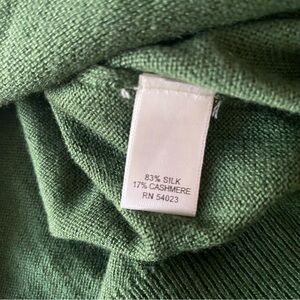 83% SILK
17% CASHMERE
RN 54023